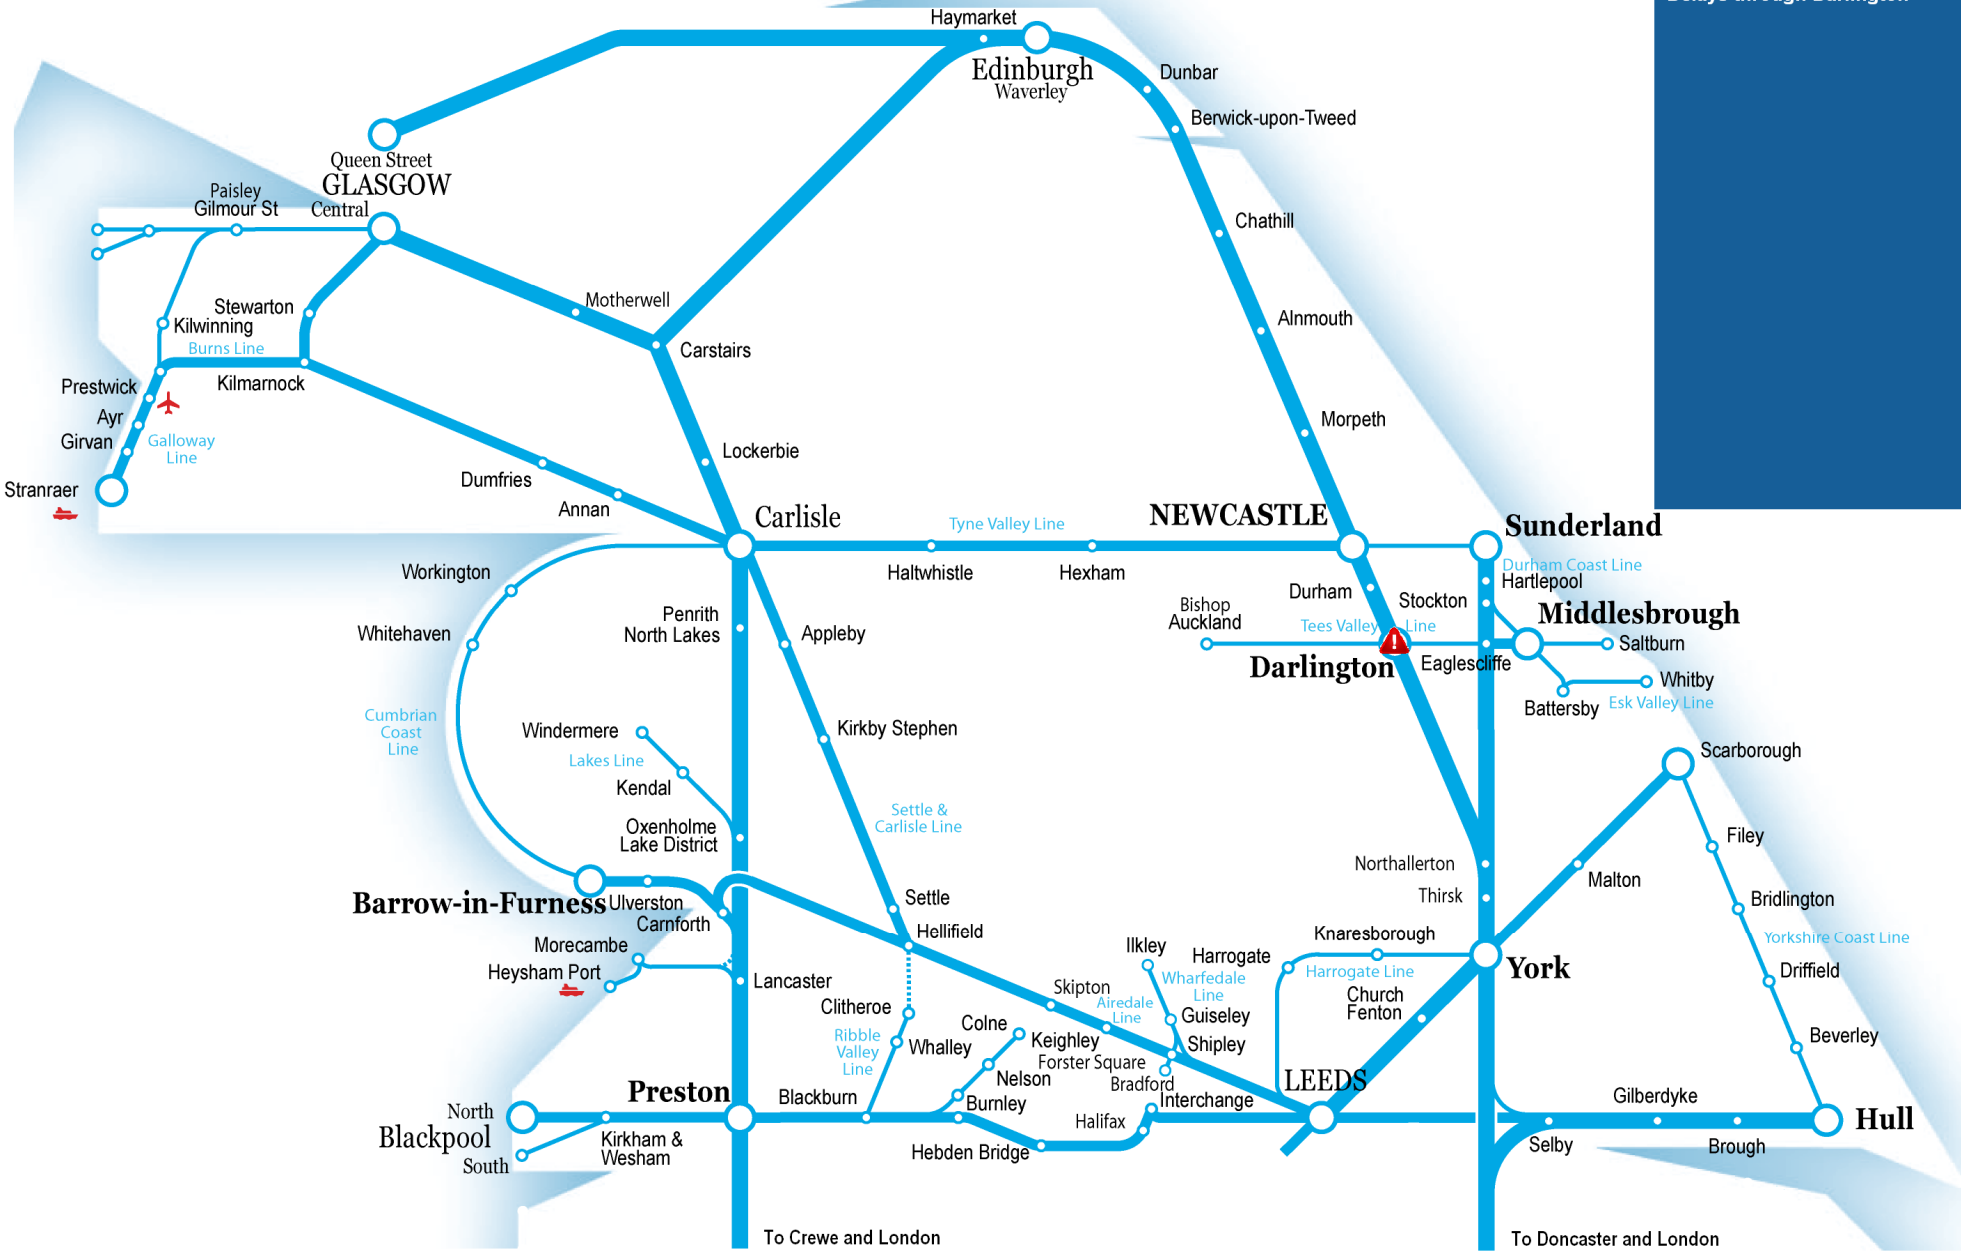 Delays through Darlington
Haymarket
Edinburgh
Waverley
Dunbar
Berwick-upon-Tweed
Queen Street
GLASGOW
Central
Paisley
Gilmour St
Chathill
Motherwell
Stewarton
Kilwinning
Burns Line
Carstairs
Alnmouth
Prestwick
Kilmarnock
Ayr
Girvan
Galloway
Line
Morpeth
Lockerbie
Stranraer
Dumfries
Annan
Carlisle
Tyne Valley Line
NEWCASTLE
Sunderland
Durham Coast Line
Workington
Haltwhistle
Hexham
Hartlepool
Durham
Stockton
Bishop
Auckland
Middlesbrough
Penrith
North Lakes
Appleby
Tees Valley
Line
Whitehaven
Saltburn
Darlington
Eaglescliffe
Whitby
Battersby
Esk Valley Line
Cumbrian
Coast
Line
Windermere
Kirkby Stephen
Lakes Line
Kendal
Scarborough
Settle &
Carlisle Line
Oxenholme
Lake District
Filey
Northallerton
Malton
Thirsk
Barrow-in-Furness
Ulverston
Carnforth
Settle
Hellifield
Bridlington
Yorkshire Coast Line
Morecambe
Heysham Port
Ilkley
Harrogate
Knaresborough
Harrogate Line
York
Driffield
Lancaster
Skipton
Wharfedale
Line
Church
Fenton
Airedale
Line
Clitheroe
Guiseley
Colne
Keighley
Ribble
Valley
Line
Whalley
Shipley
Beverley
Forster Square
Bradford
Interchange
Nelson
LEEDS
Preston
Blackburn
Burnley
Gilberdyke
North
Blackpool
South
Kirkham &
Wesham
Halifax
Hebden Bridge
Selby
Brough
Hull
To Crewe and London
To Doncaster and London